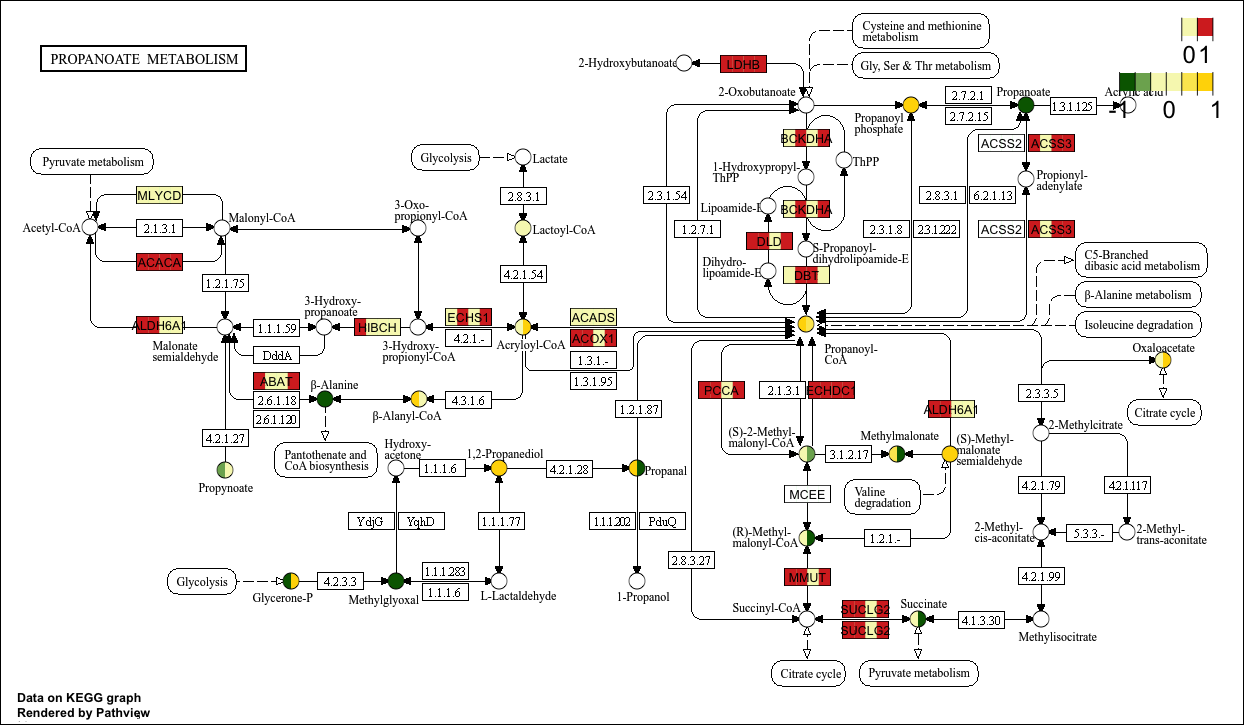 PROPANOATE METABOLISM
Cysteine and methionine
metabolism
Gly, Ser & Thr metabolism
2-Hydroxybutanoate
LDHB
0 1
-1 0 1
2-Oxobutanoate
Propanoyl
phosphate
2.7.2.1
2.7.2.15
Propanoate
1.3.1.125
Acrylic acid
BCKDHA
ThPP
ACSS2
ACSS3
1-Hydroxypropyl-
ThPP
Propionyl-
adenylate
Pyruvate metabolism
Glycolysis
Lactate
MLYCD
2.8.3.1
2.3.1.54
2.8.3.1
6.2.1.13
Acetyl-CoA
2.1.3.1
Malonyl-CoA
3-Oxo-
propionyl-CoA
Lactoyl-CoA
1.2.7.1
Lipoamide-E
BCKDHA
2.3.1.8
2.3.1.222
ACSS2
ACSS3
ACACA
DLD
S-Propanoyl-
dihydrolipoamide-E
Dihydro-
lipoamide-E
DBT
C5-Branched
dibasic acid metabolism
1.2.1.75
4.2.1.54
β-Alanine metabolism
3-Hydroxy-
propanoate
ALDH6A1
1.1.1.59
HIBCH
ECHS1
4.2.1.-
ACADS
ACOX1
Isoleucine degradation
Malonate
semialdehyde
DddA
3-Hydroxy-
propionyl-CoA
Acryloyl-CoA
1.3.1.-
1.3.1.95
Propanoyl-
CoA
Oxaloacetate
ABAT
2.6.1.18
2.6.1.120
β-Alanine
β-Alanyl-CoA
4.3.1.6
1.2.1.87
PCCA
2.1.3.1
ECHDC1
ALDH6A1
2.3.3.5
Citrate cycle
4.2.1.27
Pantothenate and
CoA biosynthesis
Hydroxy-
acetone
1.1.1.6
1,2-Propanediol
4.2.1.28
Propanal
(S)-2-Methyl-
malonyl-CoA
3.1.2.17
Methylmalonate
(S)-Methyl-
malonate
semialdehyde
2-Methylcitrate
Propynoate
MCEE
Valine
degradation
4.2.1.79
4.2.1.117
YdjG
YqhD
1.1.1.77
1.1.1.202
PduQ
(R)-Methyl-
malonyl-CoA
1.2.1.-
2-Methyl-
cis-aconitate
5.3.3.-
2-Methyl-
trans-aconitate
2.8.3.27
Glycolysis
Glycerone-P
4.2.3.3
Methylglyoxal
1.1.1.283
1.1.1.6
L-Lactaldehyde
1-Propanol
MMUT
4.2.1.99
Succinyl-CoA
SUCLG2
SUCLG2
Succinate
4.1.3.30
Methylisocitrate
Citrate cycle
Pyruvate metabolism
Data on KEGG graph
Rendered by Pathview